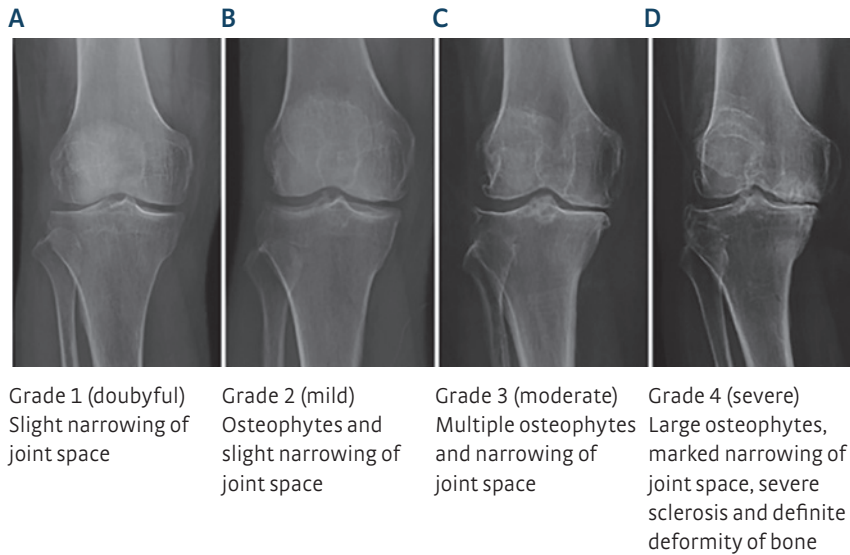 A
B
C
D
Grade 1 (doubyful)
Slight narrowing of
joint space
Grade 2 (mild)
Osteophytes and
slight narrowing of
joint space
Grade 3 (moderate)
Multiple osteophytes
and narrowing of
joint space
Grade 4 (severe)
Large osteophytes,
marked narrowing of
joint space, severe
sclerosis and definite
deformity of bone